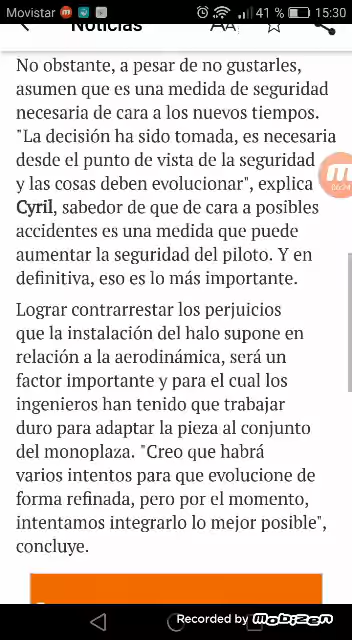 Movistar 41 % 15:30
Noticias AA
No obstante, a pesar de no gustarles,
asumen que es una medida de seguridad
necesaria de cara a los nuevos tiempos.
"La decisión ha sido tomada, es necesaria
desde el punto de vista de la seguridad
y las cosas deben evolucionar", explica
Cyril, sabedor de que de cara a posibles
accidentes es una medida que puede
aumentar la seguridad del piloto. Y en
definitiva, eso es lo más importante.
Lograr contrarrestar los perjuicios
que la instalación del halo supone en
relación a la aerodinámica, será un
factor importante y para el cual los
ingenieros han tenido que trabajar
duro para adaptar la pieza al conjunto
del monoplaza. "Creo que habrá
varios intentos para que evolucione de
forma refinada, pero por el momento,
intentamos integrarlo lo mejor posible",
concluye.
Recorded by Mobizen